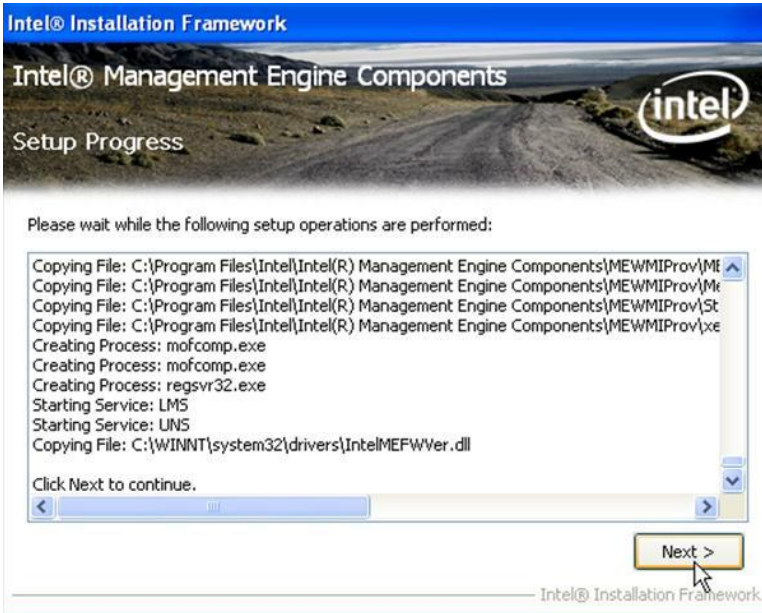 Intel® Installation Framework
Intel® Management Engine Components
intel
Setup Progress
Please wait while the following setup operations are performed:
Copying File: C:\Program Files\Intel\Intel(R) Management Engine Components\MEWMIProv\ME
Copying File: C:\Program Files\Intel\Intel(R) Management Engine Components\MEWMIProv\Me
Copying File: C:\Program Files\Intel\Intel(R) Management Engine Components\MEWMIProv\St
Copying File: C:\Program Files\Intel\Intel(R) Management Engine Components\MEWMIProv\xe
Creating Process: mofcomp.exe
Creating Process: mofcomp.exe
Creating Process: regsvr32.exe
Starting Service: LMS
Starting Service: UNS
Copying File: C:\WINNT\system32\drivers\IntelMEFWVer.dll
Click Next to continue.
Next >
Intel® Installation Framework